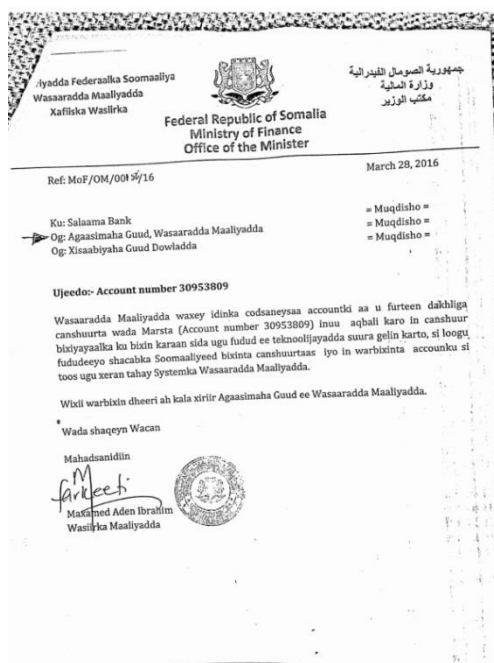 Federaalka Soomaaliya
Wasaaradda Maaliyadda
Xafiiska Wasiirka
جمهورية الصومال الفيدرالية
وزارة المالية
مكتب الوزير
Federal Republic of Somalia
Ministry of Finance
Office of the Minister
Ref: MoF/OM/
March 28, 2016
Ku: Salaama Bank = Muqdisho =
Og: Agaasimaha Guud, Wasaaradda Maaliyadda = Muqdisho =
Og: Xisaabiyaha Guud Dowladda = Muqdisho =
Ujeedo:- Account number 30953809
Wasaaradda Maaliyadda waxey idinka codsaneysaa accountki aa u furteen dakhliga
canshuurta wada Marsta (Account number 30953809) inuu aqbali karo in canshuur
bixiyayaalka ku bixin karaan sida ugu fudud ee teknoolijayadda suura gelin karto, si loogu
fududeeyo shacabka Soomaaliyeed bixinta canshuurtaas iyo in warbixinta accounku si
toos ugu xeran tahay Systemka Wasaaradda Maaliyadda.
Wixii warbixin dheeri ah kala xiriir Agaasimaha Guud ee Wasaaradda Maaliyadda.
Wada shaqeyn Wacan
Mahadsanidiin
Maxamed Aden Ibrahim
Wasiirka Maaliyadda